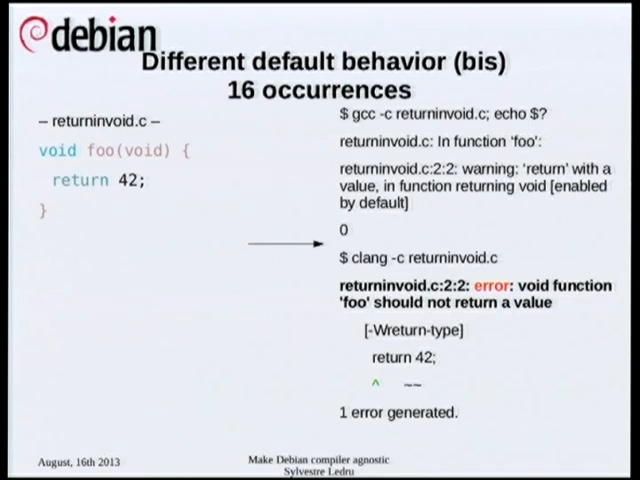 debian
Different default behavior (bis)
16 occurrences
– returninvoid.c –
void foo(void) {
return 42;
}
$ gcc -c returninvoid.c; echo $?
returninvoid.c: In function 'foo':
returninvoid.c:2:2: warning: 'return' with a
value, in function returning void [enabled
by default]
0
$ clang -c returninvoid.c
returninvoid.c:2:2: error: void function
'foo' should not return a value
[-Wreturn-type]
return 42;
^ ~~
1 error generated.
August, 16th 2013
Make Debian compiler agnostic
Sylvestre Ledru